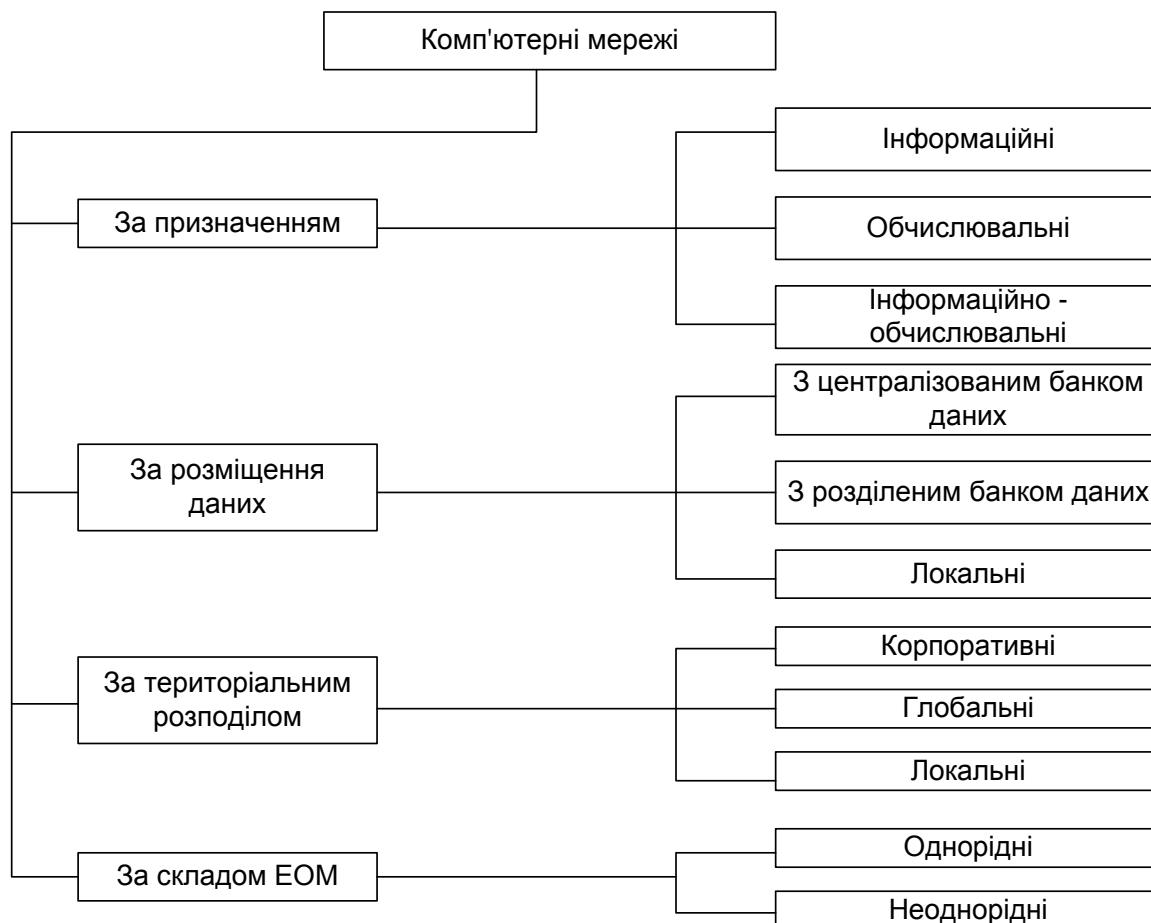 Комп'ютерні мережі
За призначенням
Інформаційні
Обчислювальні
Інформаційно -
обчислювальні
За розміщення
даних
З централізованим банком
даних
З розділеним банком даних
Локальні
За територіальним
розподілом
Корпоративні
Глобальні
Локальні
За складом ЕОМ
Однорідні
Неоднорідні